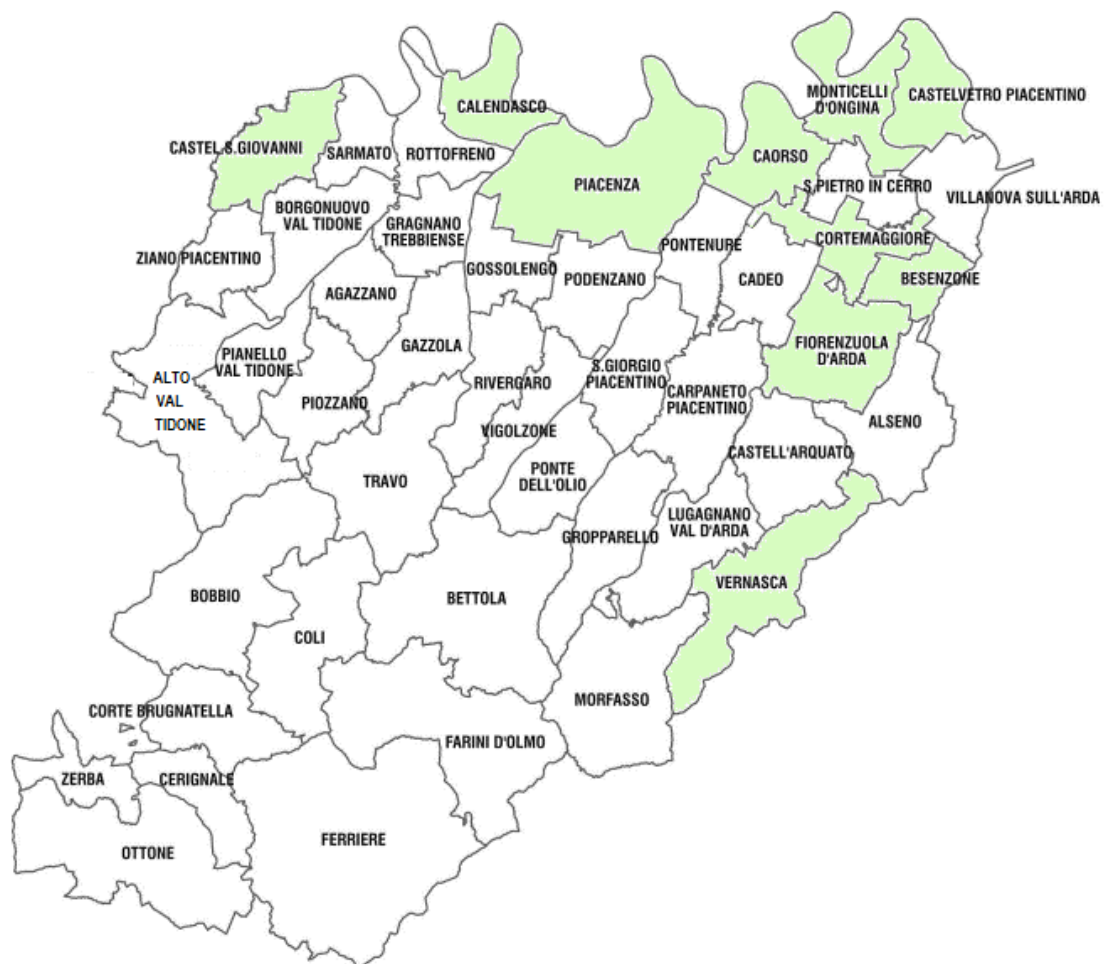 MONTICELLI
D'ONGINA
CASTELVETRO PIACENTINO
CALENDASCO
CASTEL S.GIOVANNI
SARMATO
ROTTOFRENO
CAORSO
PIACENZA
S.PIETRO IN CERRO
VILLANOVA SULL'ARDA
BORGONUOVO
VAL TIDONE
GRAGNANO
TREBBIENSE
ZIANO PIACENTINO
PONTENURE
CORTEMAGGIORE
GOSSOLENGO
PODENZANO
CADEO
BESENZONE
AGAZZANO
FIORENZUOLA
D'ARDA
GAZZOLA
PIANELLO
VAL TIDONE
ALTO
VAL
TIDONE
RIVERGARO
S.GIORGIO
PIACENTINO
CARPANETO
PIACENTINO
PIOZZANO
ALSENO
VIGOLZONE
CASTELL'ARQUATO
TRAVO
PONTE
DELL'OLIO
LUGAGNANO
VAL D'ARDA
GROPPARELLO
VERNASCA
BOBBIO
BETTOLA
COLI
MORFASSO
CORTE BRUGNATELLA
FARINI D'OLMO
ZERBA
CERIGNALE
FERRIERE
OTTONE